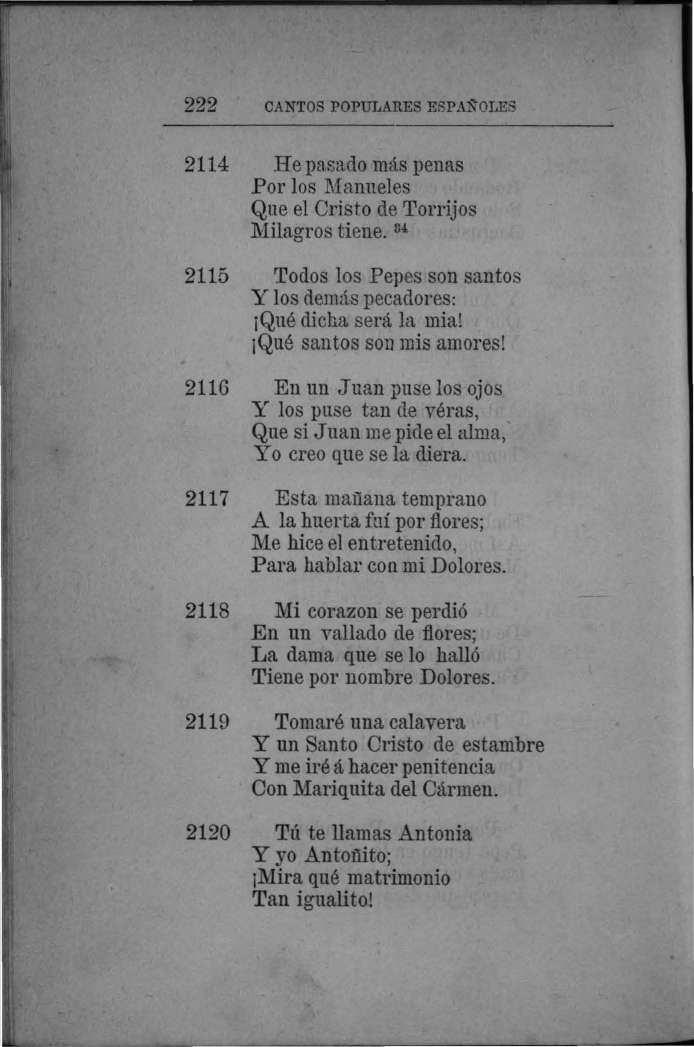 222 CANTOS POPULARES ESPAÑOLES
2114 He pasado más penas
Por los Manueles
Que el Cristo de Torrijos
Milagros tiene. 34
2115 Todos los Pepes son santos
Y los demás pecadores:
¡Qué dicha será la mia!
¡Qué santos son mis amores!
2116 En un Juan puse los ojos
Y los puse tan de véras,
Que si Juan me pide el alma,
Yo creo que se la diera.
2117 Esta mañana temprano
A la huerta fuí por flores;
Me hice el entretenido,
Para hablar con mi Dolores.
2118 Mi corazon se perdió
En un vallado de flores;
La dama que se lo halló
Tiene por nombre Dolores.
2119 Tomaré una calavera
Y un Santo Cristo de estambre
Y me iré á hacer penitencia
Con Mariquita del Cármen.
2120 Tú te llamas Antonia
Y yo Antoñito;
¡Mira qué matrimonio
Tan igualito!